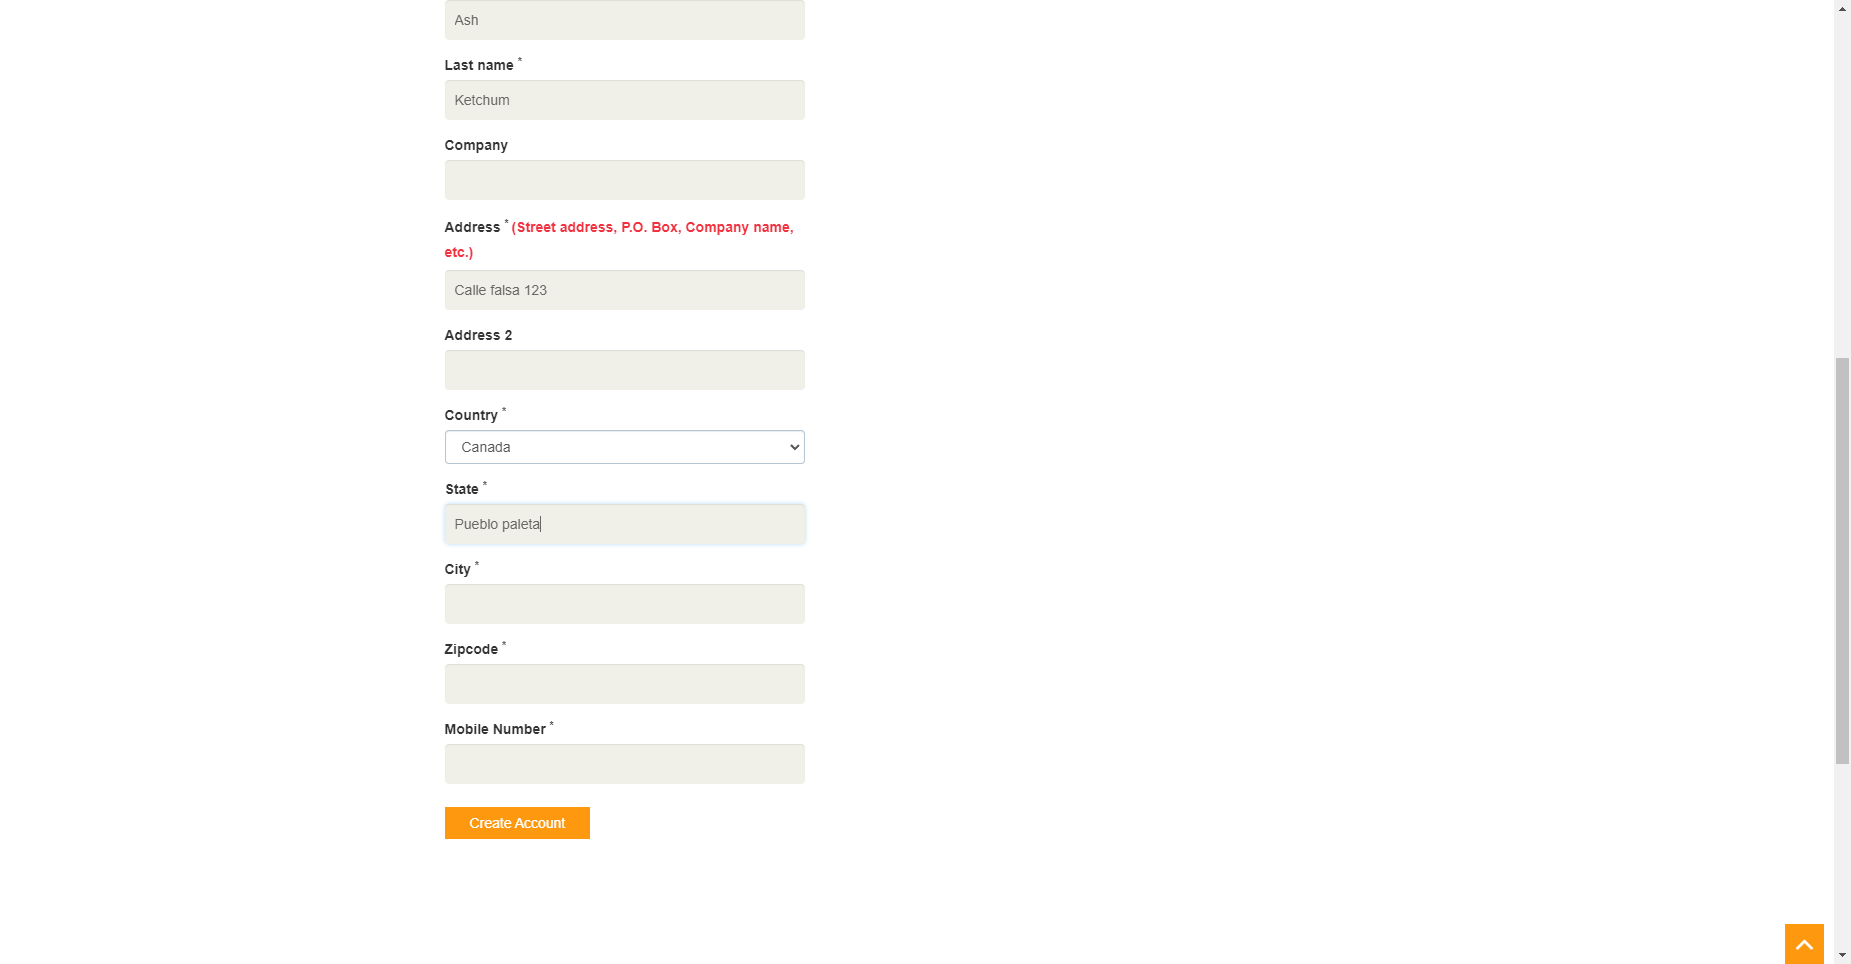 Ash
Last name *
Ketchum
Company
Address * (Street address, P.O. Box, Company name,
etc.)
Calle falsa 123
Address 2
Country *
Canada
State *
Pueblo paleta
City *
Zipcode *
Mobile Number *
Create Account